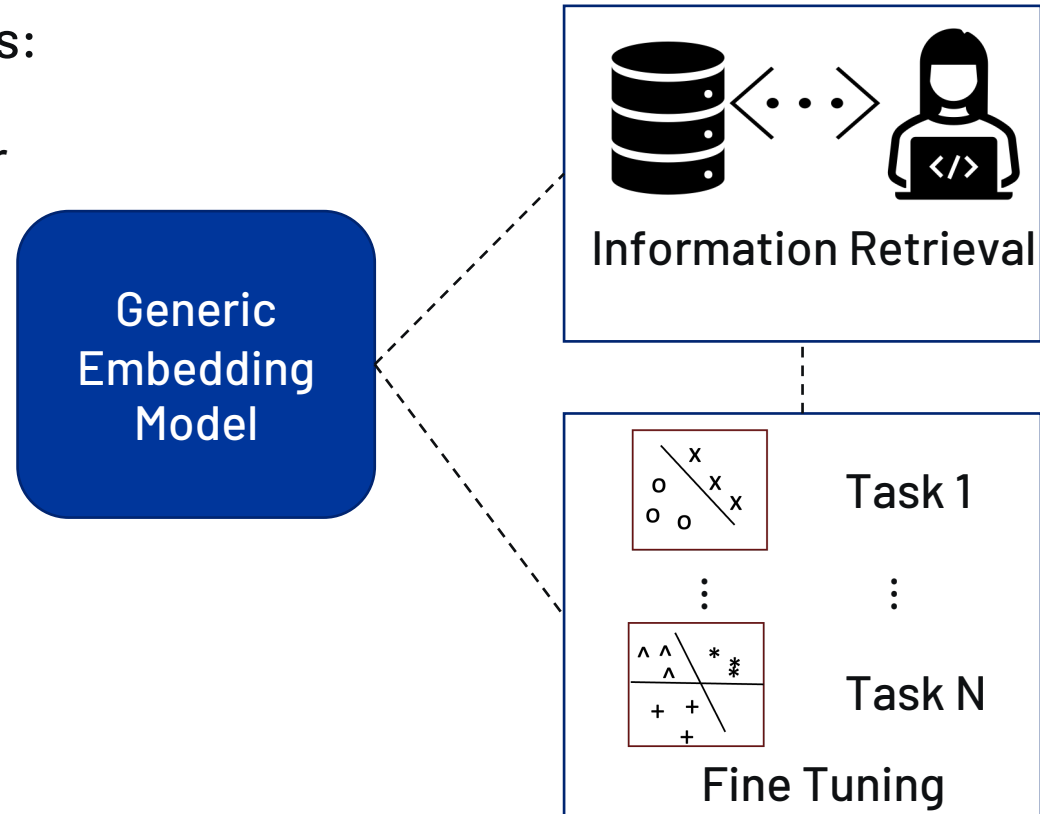 s:
r
Generic
Embedding
Model
</>
Information Retrieval
x
o x
x
o o
Task 1
^ ^ *
^ *
*
+ +
+
Task N
Fine Tuning